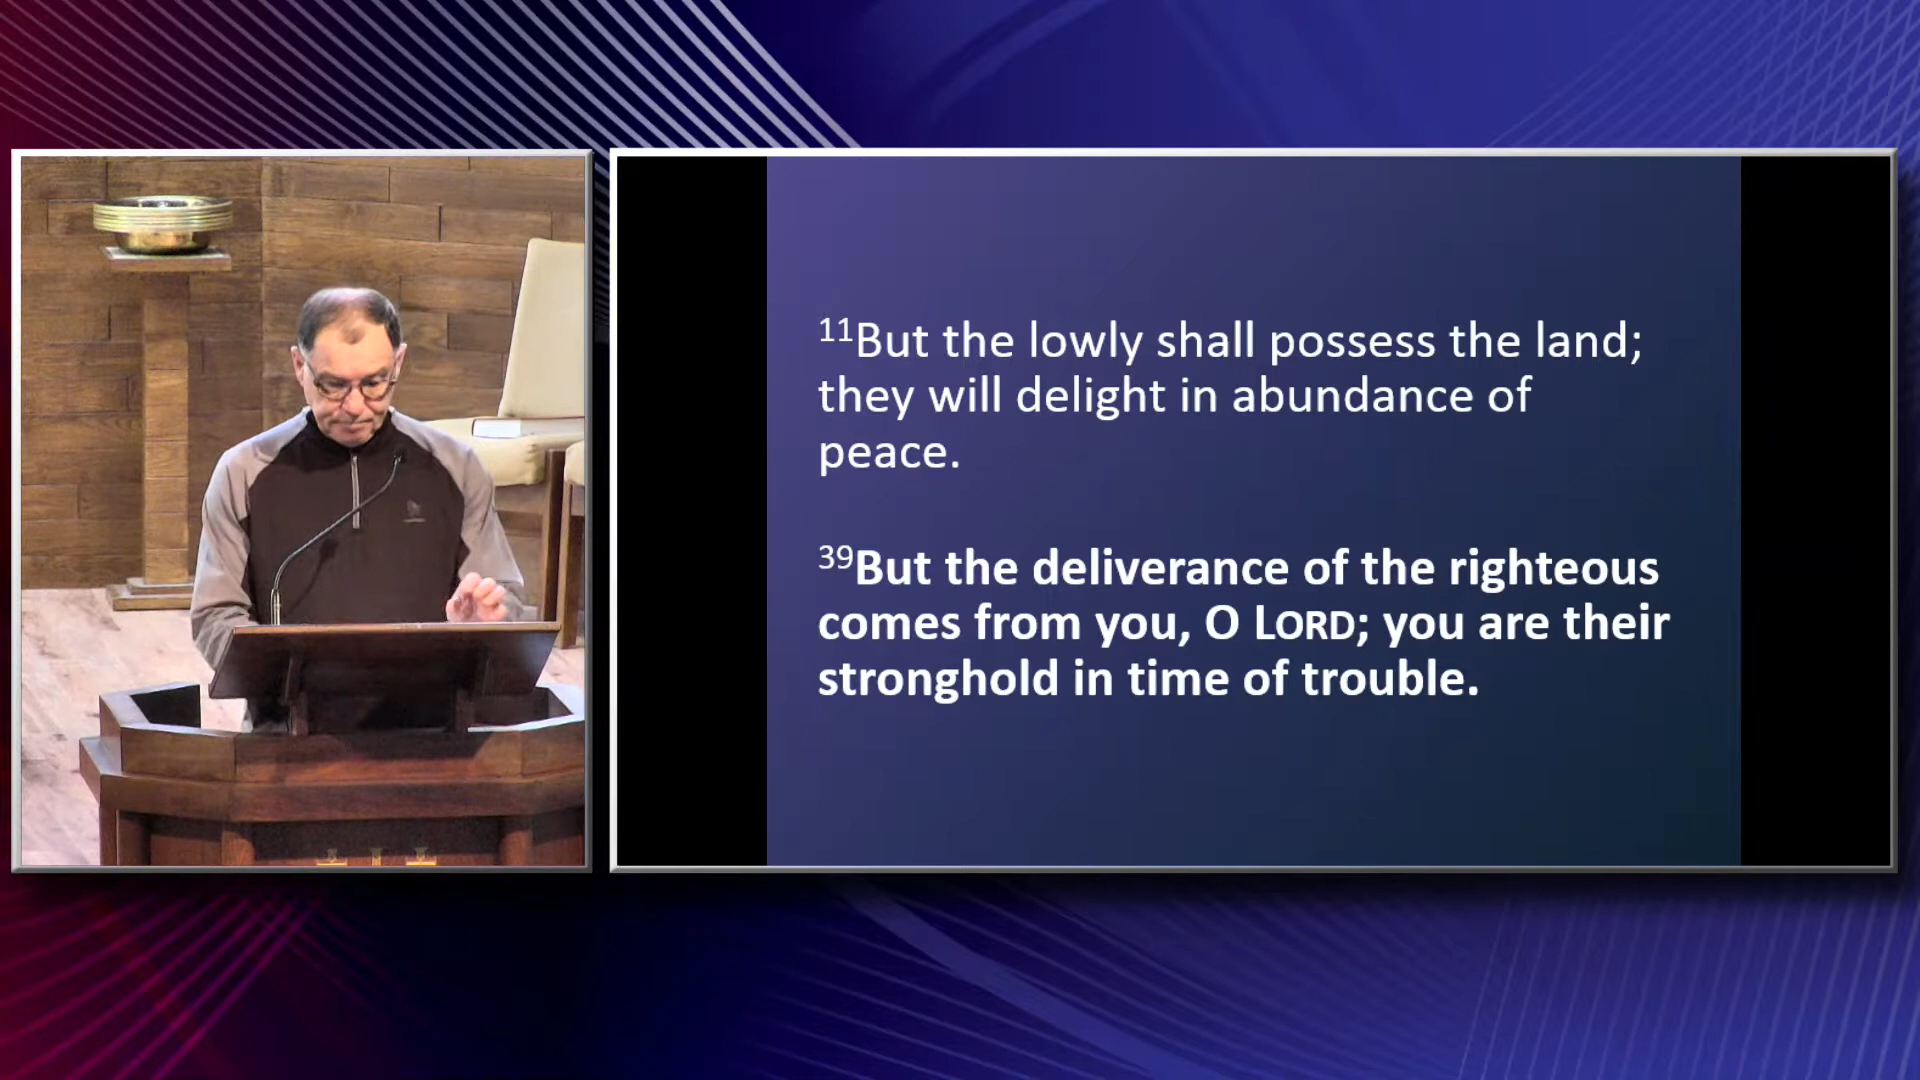 11But the lowly shall possess the land;
they will delight in abundance of
peace.
39But the deliverance of the righteous
comes from you, O LORD; you are their
stronghold in time of trouble.